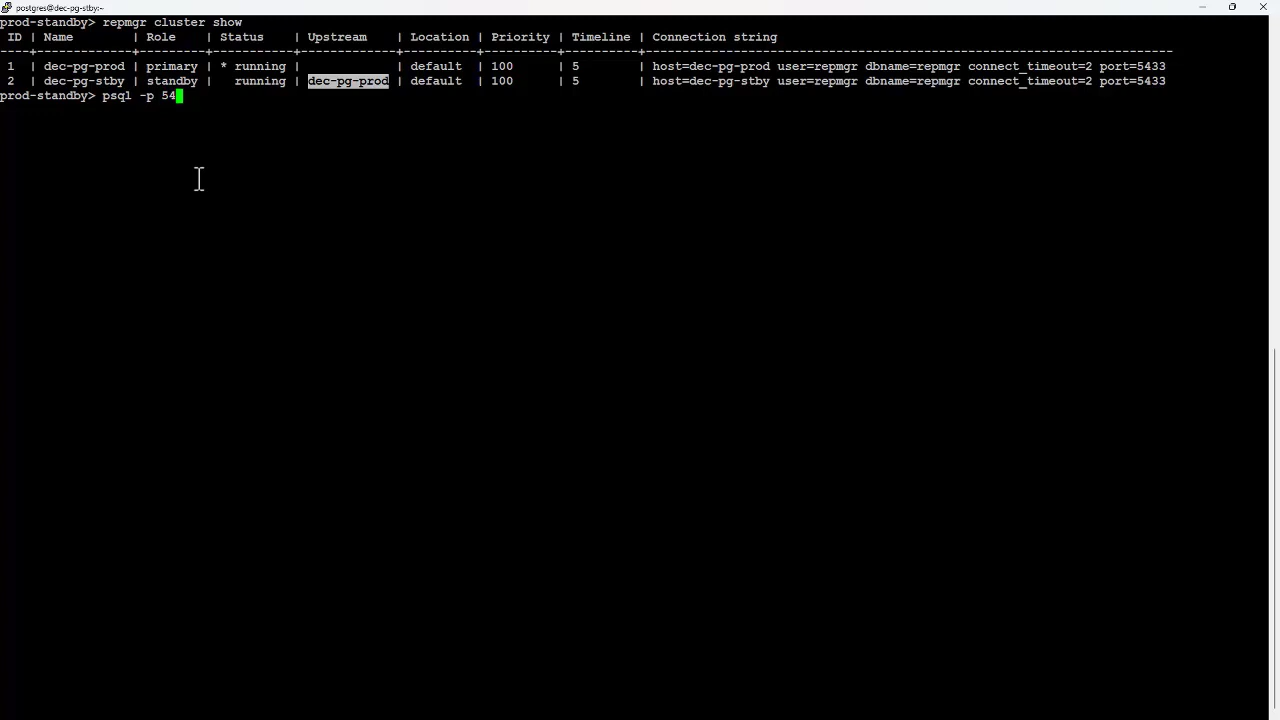 postgres@dec-pg-stby:~
prod-standby> repmgr cluster show
 ID | Name        | Role    | Status    | Upstream    | Location | Priority | Timeline | Connection string
----+-------------+---------+-----------+-------------+----------+----------+----------+------------------------------------------------------------------------
 1  | dec-pg-prod | primary | * running |             | default  | 100      | 5        | host=dec-pg-prod user=repmgr dbname=repmgr connect_timeout=2 port=5433
 2  | dec-pg-stby | standby |   running | dec-pg-prod | default  | 100      | 5        | host=dec-pg-stby user=repmgr dbname=repmgr connect_timeout=2 port=5433
prod-standby> psql -p 54